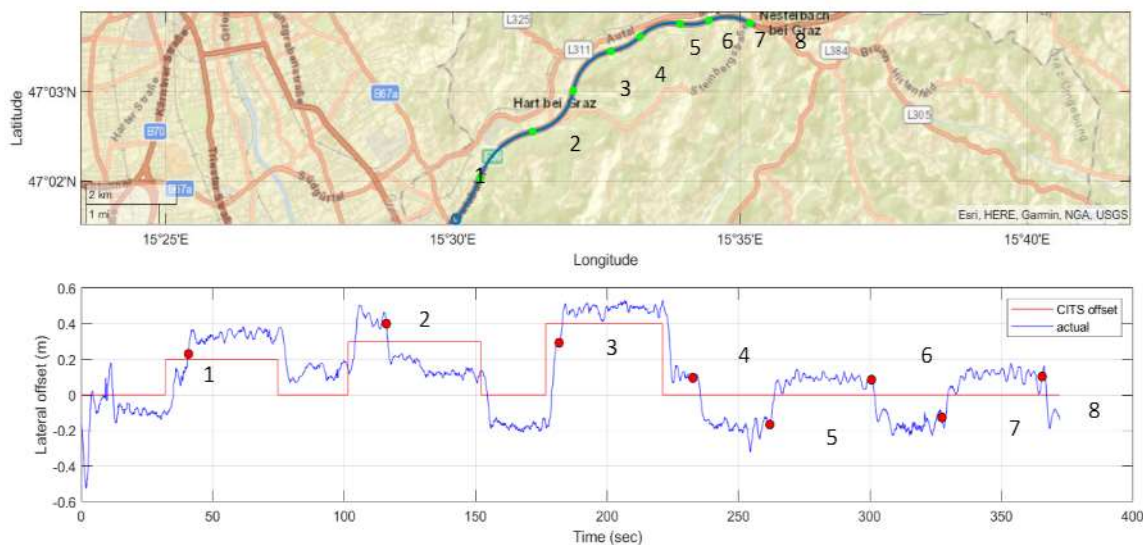 L325
Autal
Nestelbach
bei Graz
L311
5
6
7
8
L384
3
4
Steinbergstraße
47°03'N
B67a
Hart bei Graz
L305
B70
2
47°02'N
1
B67a
Südgürtel
2 km
1 mi
Esri, HERE, Garmin, NGA, USGS
Latitude
15°25'E
15°30'E
15°35'E
15°40'E
Longitude
0.6
0.4
0.2
0
-0.2
-0.4
-0.6
Lateral offset (m)
CITS offset
actual
1
2
3
4
6
5
7
8
0
50
100
150
200
250
300
350
400
Time (sec)